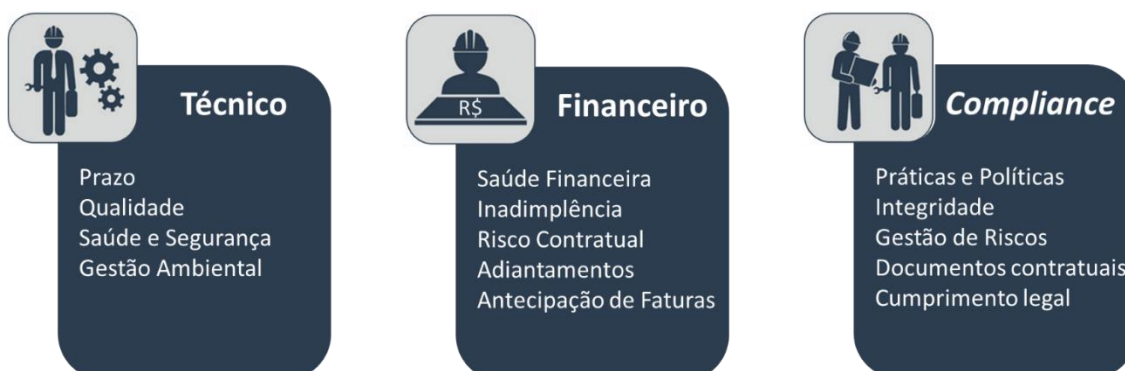 Técnico
Prazo
Qualidade
Saúde e Segurança
Gestão Ambiental
R$
Financeiro
Saúde Financeira
Inadimplência
Risco Contratual
Adiantamentos
Antecipação de Faturas
Compliance
Práticas e Políticas
Integridade
Gestão de Riscos
Documentos contratuais
Cumprimento legal